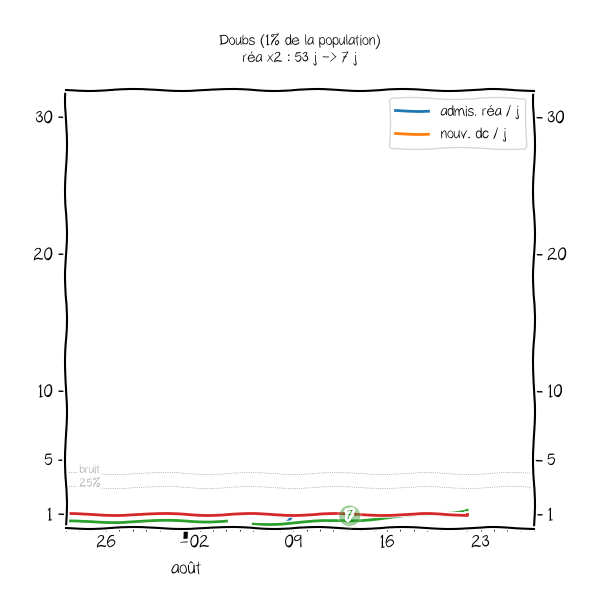 Doubs (1% de la population)
réa x2 : 53 j -> 7 j
admis. réa / j
nouv. dc / j
30
30
20
20
10
10
5
5
bruit
25%
1
1
7
26
02
09
16
23
août